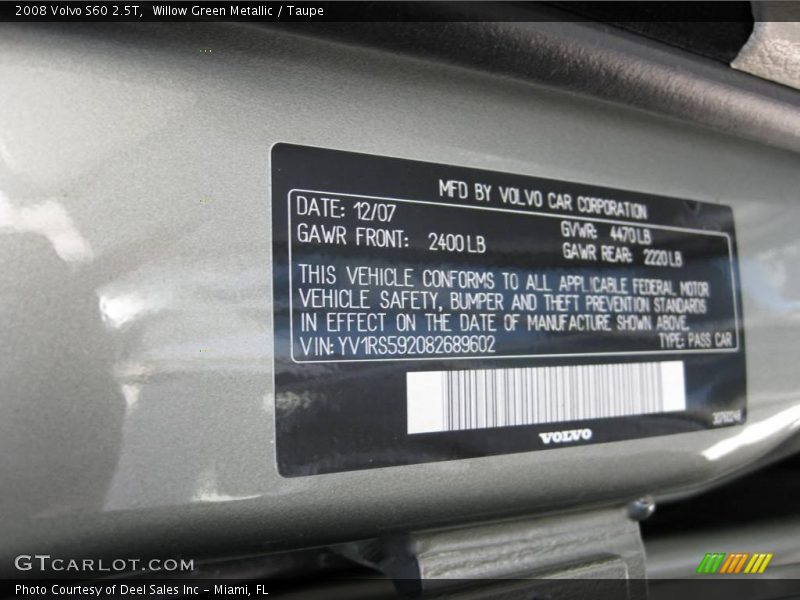 2008 Volvo S60 2.5T,  Willow Green Metallic / Taupe
MFD BY VOLVO CAR CORPORATION
DATE: 12/07
GVWR: 4470 LB
GAWR FRONT: 2400 LB
GAWR REAR: 2220 LB
THIS VEHICLE CONFORMS TO ALL APPLICABLE FEDERAL MOTOR
VEHICLE SAFETY, BUMPER AND THEFT PREVENTION STANDARDS
IN EFFECT ON THE DATE OF MANUFACTURE SHOWN ABOVE.
VIN: YV1RS592082689602
TYPE: PASS CAR
VOLVO
GTCARLOT.COM
Photo Courtesy of Deel Sales Inc - Miami, FL